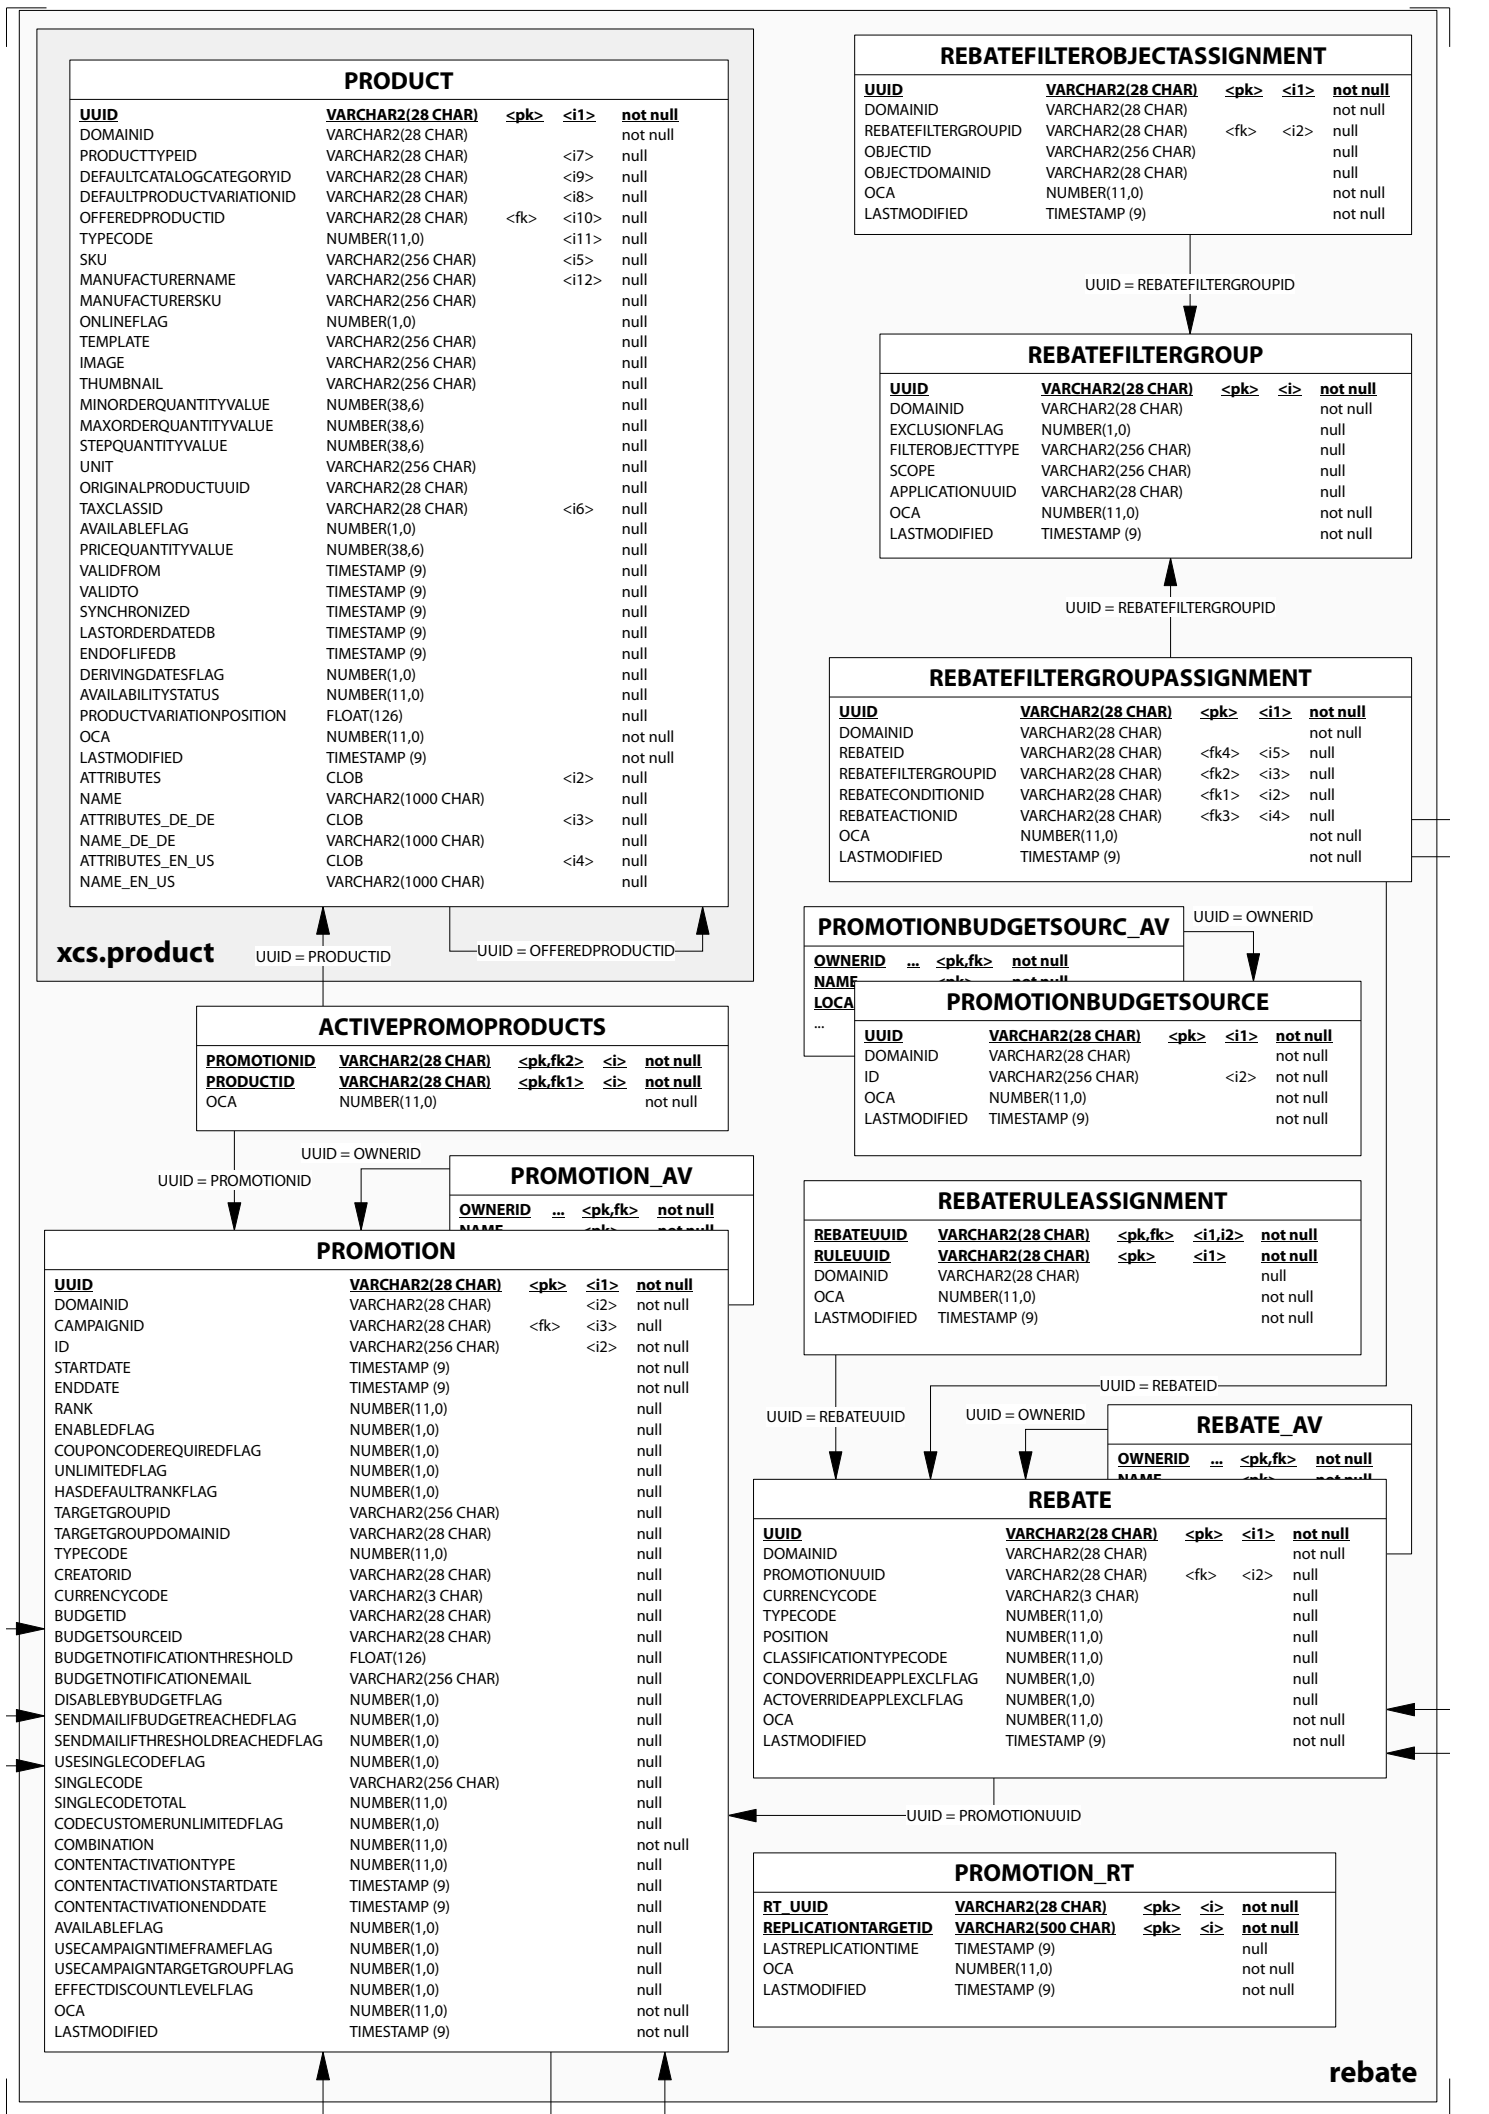 PRODUCT
UUID VARCHAR2(28 CHAR) <pk> <i1> not null
DOMAINID VARCHAR2(28 CHAR) not null
PRODUCTTYPEID VARCHAR2(28 CHAR) <i7> null
DEFAULTCATALOGCATEGORYID VARCHAR2(28 CHAR) <i9> null
DEFAULTPRODUCTVARIATIONID VARCHAR2(28 CHAR) <i8> null
OFFEREDPRODUCTID VARCHAR2(28 CHAR) <fk> <i10> null
TYPECODE NUMBER(11,0) <i11> null
SKU VARCHAR2(256 CHAR) <i5> null
MANUFACTURERNAME VARCHAR2(256 CHAR) <i12> null
MANUFACTURERSKU VARCHAR2(256 CHAR) null
ONLINEFLAG NUMBER(1,0) null
TEMPLATE VARCHAR2(256 CHAR) null
IMAGE VARCHAR2(256 CHAR) null
THUMBNAIL VARCHAR2(256 CHAR) null
MINORDERQUANTITYVALUE NUMBER(38,6) null
MAXORDERQUANTITYVALUE NUMBER(38,6) null
STEPQUANTITYVALUE NUMBER(38,6) null
UNIT VARCHAR2(256 CHAR) null
ORIGINALPRODUCTUUID VARCHAR2(28 CHAR) null
TAXCLASSID VARCHAR2(28 CHAR) <i6> null
AVAILABLEFLAG NUMBER(1,0) null
PRICEQUANTITYVALUE NUMBER(38,6) null
VALIDFROM TIMESTAMP (9) null
VALIDTO TIMESTAMP (9) null
SYNCHRONIZED TIMESTAMP (9) null
LASTORDERDATEDB TIMESTAMP (9) null
ENDOFLIFEDB TIMESTAMP (9) null
DERIVINGDATESFLAG NUMBER(1,0) null
AVAILABILITYSTATUS NUMBER(11,0) null
PRODUCTVARIATIONPOSITION FLOAT(126) null
OCA NUMBER(11,0) not null
LASTMODIFIED TIMESTAMP (9) not null
ATTRIBUTES CLOB <i2> null
NAME VARCHAR2(1000 CHAR) null
ATTRIBUTES_DE_DE CLOB <i3> null
NAME_DE_DE VARCHAR2(1000 CHAR) null
ATTRIBUTES_EN_US CLOB <i4> null
NAME_EN_US VARCHAR2(1000 CHAR) null
xcs.product
UUID = PRODUCTID
UUID = OFFEREDPRODUCTID
ACTIVEPROMOPRODUCTS
PROMOTIONID VARCHAR2(28 CHAR) <pk,fk2> <i> not null
PRODUCTID VARCHAR2(28 CHAR) <pk,fk1> <i> not null
OCA NUMBER(11,0) not null
UUID = OWNERID
UUID = PROMOTIONID
PROMOTION_AV
OWNERID ... <pk,fk> not null
NAME <pk> not null
PROMOTION
UUID VARCHAR2(28 CHAR) <pk> <i1> not null
DOMAINID VARCHAR2(28 CHAR) <i2> not null
CAMPAIGNID VARCHAR2(28 CHAR) <fk> <i3> null
ID VARCHAR2(256 CHAR) <i2> not null
STARTDATE TIMESTAMP (9) not null
ENDDATE TIMESTAMP (9) not null
RANK NUMBER(11,0) null
ENABLEDFLAG NUMBER(1,0) null
COUPONCODEREQUIREDFLAG NUMBER(1,0) null
UNLIMITEDFLAG NUMBER(1,0) null
HASDEFAULTRANKFLAG NUMBER(1,0) null
TARGETGROUPID VARCHAR2(256 CHAR) null
TARGETGROUPDOMAINID VARCHAR2(28 CHAR) null
TYPECODE NUMBER(11,0) null
CREATORID VARCHAR2(28 CHAR) null
CURRENCYCODE VARCHAR2(3 CHAR) null
BUDGETID VARCHAR2(28 CHAR) null
BUDGETSOURCEID VARCHAR2(28 CHAR) null
BUDGETNOTIFICATIONTHRESHOLD FLOAT(126) null
BUDGETNOTIFICATIONEMAIL VARCHAR2(256 CHAR) null
DISABLEBYBUDGETFLAG NUMBER(1,0) null
SENDMAILIFBUDGETREACHEDFLAG NUMBER(1,0) null
SENDMAILIFTHRESHOLDREACHEDFLAG NUMBER(1,0) null
USESINGLECODEFLAG NUMBER(1,0) null
SINGLECODE VARCHAR2(256 CHAR) null
SINGLECODETOTAL NUMBER(11,0) null
CODECUSTOMERUNLIMITEDFLAG NUMBER(1,0) null
COMBINATION NUMBER(11,0) not null
CONTENTACTIVATIONTYPE NUMBER(11,0) null
CONTENTACTIVATIONSTARTDATE TIMESTAMP (9) null
CONTENTACTIVATIONENDDATE TIMESTAMP (9) null
AVAILABLEFLAG NUMBER(1,0) null
USECAMPAIGNTIMEFRAMEFLAG NUMBER(1,0) null
USECAMPAIGNTARGETGROUPFLAG NUMBER(1,0) null
EFFECTDISCOUNTLEVELFLAG NUMBER(1,0) null
OCA NUMBER(11,0) not null
LASTMODIFIED TIMESTAMP (9) not null
REBATEFILTEROBJECTASSIGNMENT
UUID VARCHAR2(28 CHAR) <pk> <i1> not null
DOMAINID VARCHAR2(28 CHAR) not null
REBATEFILTERGROUPID VARCHAR2(28 CHAR) <fk> <i2> null
OBJECTID VARCHAR2(256 CHAR) null
OBJECTDOMAINID VARCHAR2(28 CHAR) null
OCA NUMBER(11,0) not null
LASTMODIFIED TIMESTAMP (9) not null
UUID = REBATEFILTERGROUPID
REBATEFILTERGROUP
UUID VARCHAR2(28 CHAR) <pk> <i> not null
DOMAINID VARCHAR2(28 CHAR) not null
EXCLUSIONFLAG NUMBER(1,0) null
FILTEROBJECTTYPE VARCHAR2(256 CHAR) null
SCOPE VARCHAR2(256 CHAR) null
APPLICATIONUUID VARCHAR2(28 CHAR) null
OCA NUMBER(11,0) not null
LASTMODIFIED TIMESTAMP (9) not null
UUID = REBATEFILTERGROUPID
REBATEFILTERGROUPASSIGNMENT
UUID VARCHAR2(28 CHAR) <pk> <i1> not null
DOMAINID VARCHAR2(28 CHAR) not null
REBATEID VARCHAR2(28 CHAR) <fk4> <i5> null
REBATEFILTERGROUPID VARCHAR2(28 CHAR) <fk2> <i3> null
REBATECONDITIONID VARCHAR2(28 CHAR) <fk1> <i2> null
REBATEACTIONID VARCHAR2(28 CHAR) <fk3> <i4> null
OCA NUMBER(11,0) not null
LASTMODIFIED TIMESTAMP (9) not null
PROMOTIONBUDGETSOURC_AV
UUID = OWNERID
OWNERID ... <pk,fk> not null
NAME <pk> not null
LOCA
...
PROMOTIONBUDGETSOURCE
UUID VARCHAR2(28 CHAR) <pk> <i1> not null
DOMAINID VARCHAR2(28 CHAR) not null
ID VARCHAR2(256 CHAR) <i2> not null
OCA NUMBER(11,0) not null
LASTMODIFIED TIMESTAMP (9) not null
REBATERULEASSIGNMENT
REBATEUUID VARCHAR2(28 CHAR) <pk,fk> <i1,i2> not null
RULEUUID VARCHAR2(28 CHAR) <pk> <i1> not null
DOMAINID VARCHAR2(28 CHAR) null
OCA NUMBER(11,0) not null
LASTMODIFIED TIMESTAMP (9) not null
UUID = REBATEID
UUID = REBATEUUID
UUID = OWNERID
REBATE_AV
OWNERID ... <pk,fk> not null
NAME <pk> not null
REBATE
UUID VARCHAR2(28 CHAR) <pk> <i1> not null
DOMAINID VARCHAR2(28 CHAR) not null
PROMOTIONUUID VARCHAR2(28 CHAR) <fk> <i2> null
CURRENCYCODE VARCHAR2(3 CHAR) null
TYPECODE NUMBER(11,0) null
POSITION NUMBER(11,0) null
CLASSIFICATIONTYPECODE NUMBER(11,0) null
CONDOVERRIDEAPPLEXCLFLAG NUMBER(1,0) null
ACTOVERRIDEAPPLEXCLFLAG NUMBER(1,0) null
OCA NUMBER(11,0) not null
LASTMODIFIED TIMESTAMP (9) not null
UUID = PROMOTIONUUID
PROMOTION_RT
RT_UUID VARCHAR2(28 CHAR) <pk> <i> not null
REPLICATIONTARGETID VARCHAR2(500 CHAR) <pk> <i> not null
LASTREPLICATIONTIME TIMESTAMP (9) null
OCA NUMBER(11,0) not null
LASTMODIFIED TIMESTAMP (9) not null
rebate